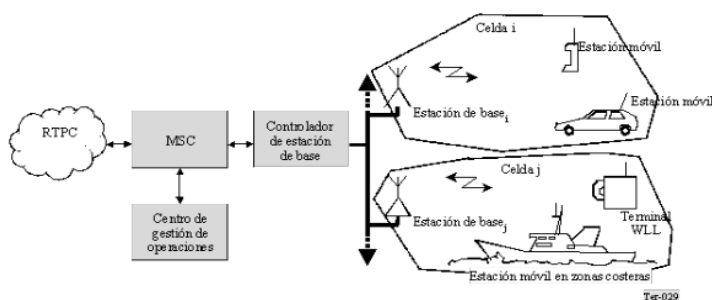 Celda i
Estación móvil
Estación móvil
Estación de base i
RTPC
MSC
Controlador
de estación
de base
Centro de
gestión de
operaciones
Celda j
Terminal
WLL
Estación de base j
Estación móvil en zonas costeras
Ter-029